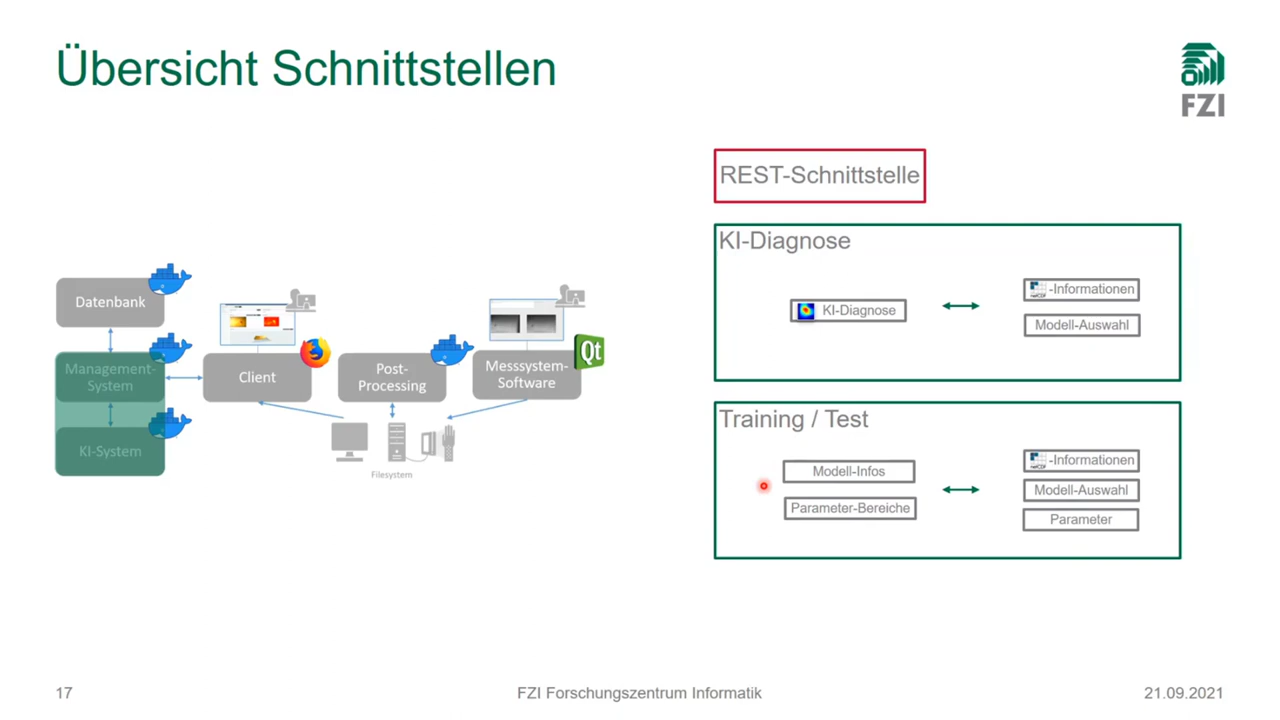 Übersicht Schnittstellen
FZI
REST-Schnittstelle
KI-Diagnose
KI-Diagnose
netCDF -Informationen
Modell-Auswahl
Training / Test
Modell-Infos
Parameter-Bereiche
netCDF -Informationen
Modell-Auswahl
Parameter
Datenbank
Management-
System
KI-System
Client
Post-
Processing
Messsystem-
Software
Qt
Filesystem
17
FZI Forschungszentrum Informatik
21.09.2021